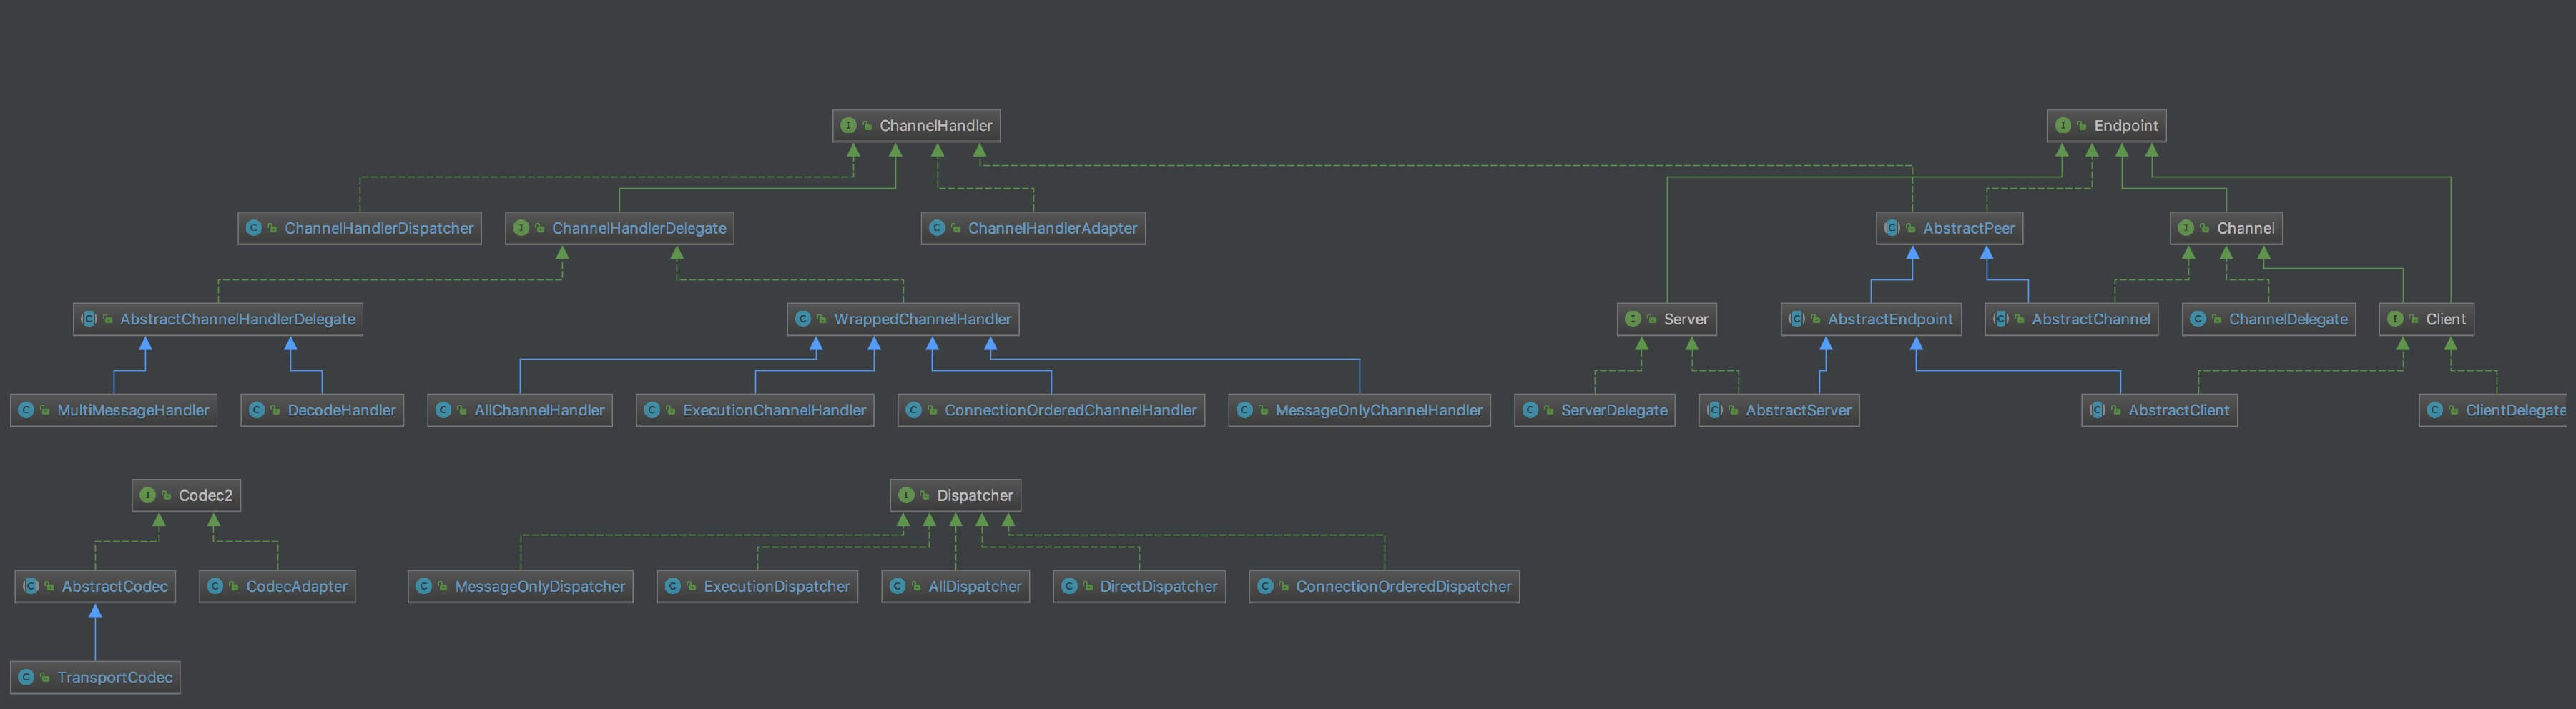 ChannelHandler
Endpoint
ChannelHandlerDispatcher
ChannelHandlerDelegate
ChannelHandlerAdapter
AbstractPeer
Channel
AbstractChannelHandlerDelegate
WrappedChannelHandler
Server
AbstractEndpoint
AbstractChannel
ChannelDelegate
Client
MultiMessageHandler
DecodeHandler
AllChannelHandler
ExecutionChannelHandler
ConnectionOrderedChannelHandler
MessageOnlyChannelHandler
ServerDelegate
AbstractServer
AbstractClient
ClientDelegate
Codec2
Dispatcher
AbstractCodec
CodecAdapter
MessageOnlyDispatcher
ExecutionDispatcher
AllDispatcher
DirectDispatcher
ConnectionOrderedDispatcher
TransportCodec